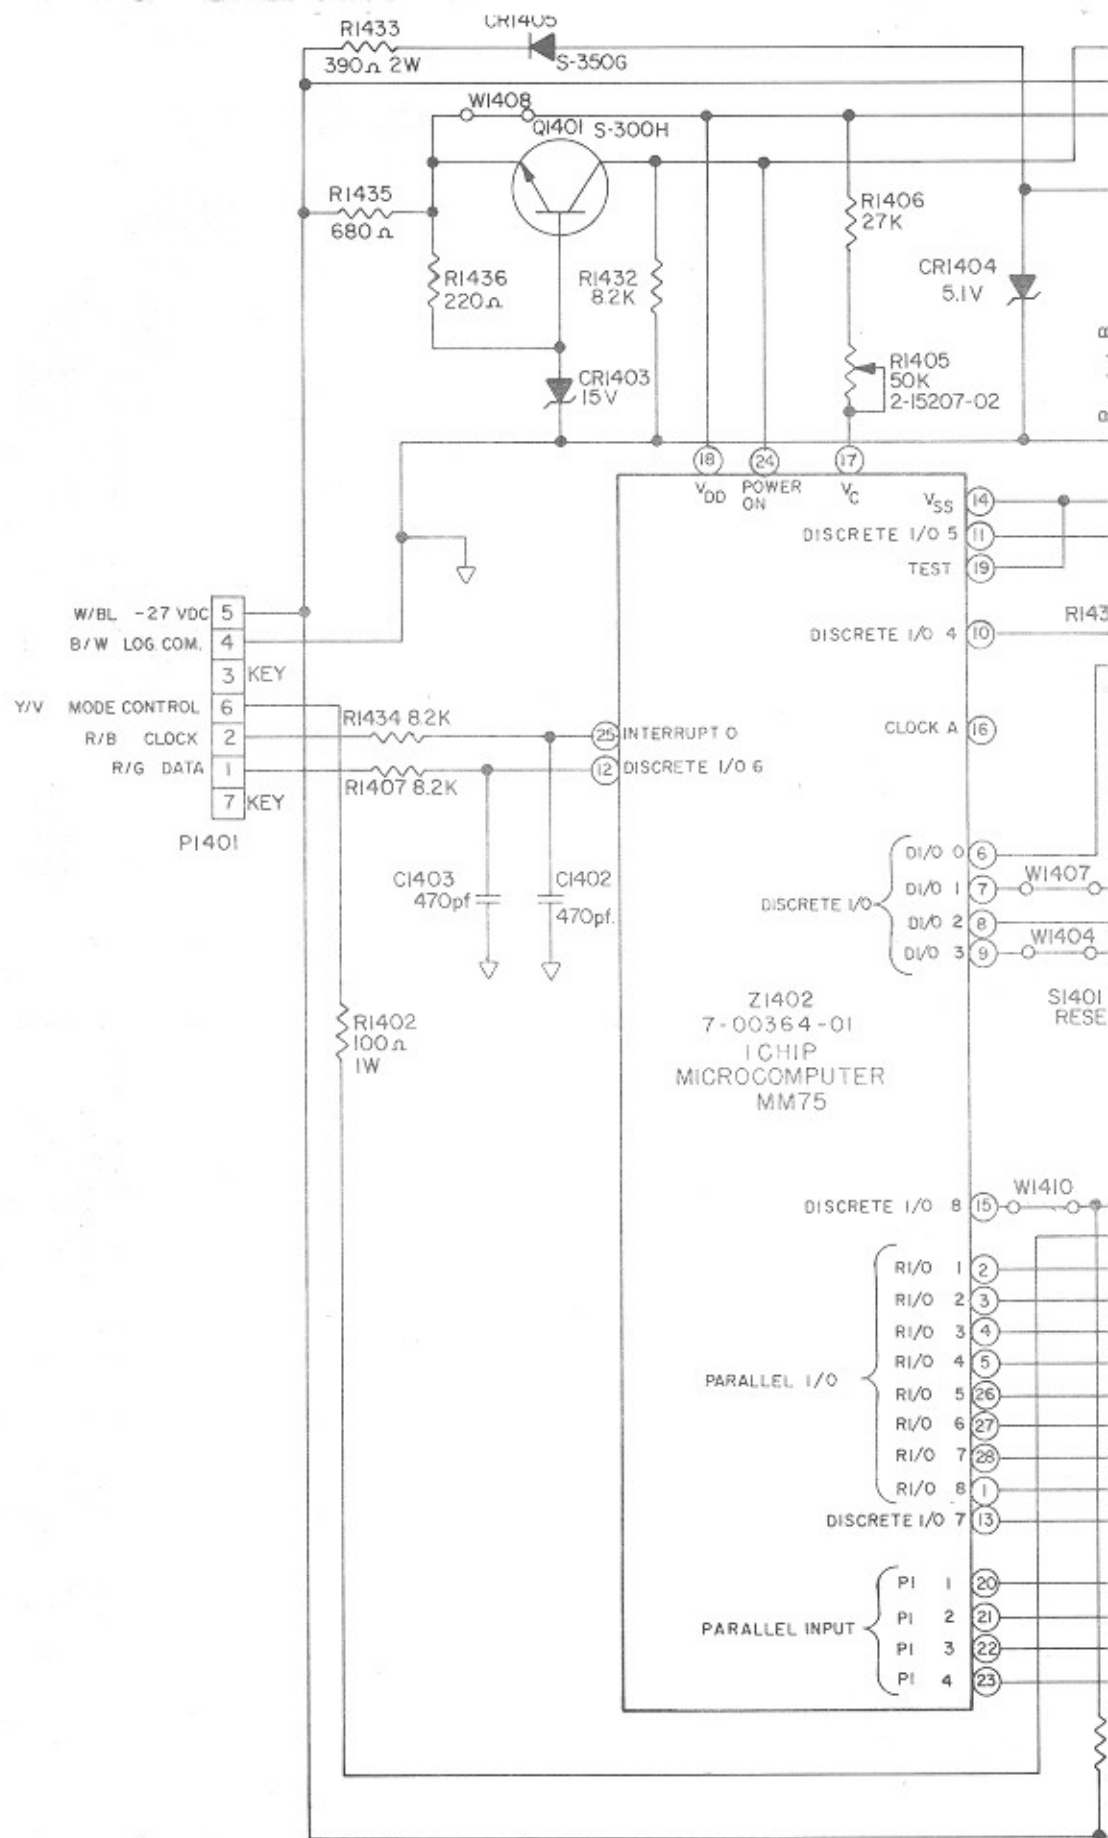 CR1405
R1433
390Ω 2W
S-350G
W1408
Q1401 S-300H
R1435
680Ω
R1406
27K
R1436
220Ω
R1432
8.2K
CR1404
5.1V
CR1403
15V
R1405
50K
2-15207-02
18
24
17
VDD
POWER
ON
VC
VSS 14
DISCRETE I/O 5 11
TEST 19
W/BL -27 VDC 5
B/W LOG. COM. 4
3 KEY
Y/V MODE CONTROL 6
R/B CLOCK 2
R/G DATA 1
7 KEY
P1401
DISCRETE I/O 4 10
R143
R1434 8.2K
25 INTERRUPT 0
CLOCK A 16
12 DISCRETE I/O 6
R1407 8.2K
C1403
470pf
C1402
470pf.
DISCRETE I/O
DI/O 0 6
DI/O 1 7
W1407
DI/O 2 8
DI/O 3 9
W1404
S1401
RESE
Z1402
7-00364-01
1 CHIP
MICROCOMPUTER
MM75
R1402
100Ω
1W
DISCRETE I/O 8 15
W1410
PARALLEL I/O
RI/O 1 2
RI/O 2 3
RI/O 3 4
RI/O 4 5
RI/O 5 26
RI/O 6 27
RI/O 7 28
RI/O 8 1
DISCRETE I/O 7 13
PARALLEL INPUT
PI 1 20
PI 2 21
PI 3 22
PI 4 23